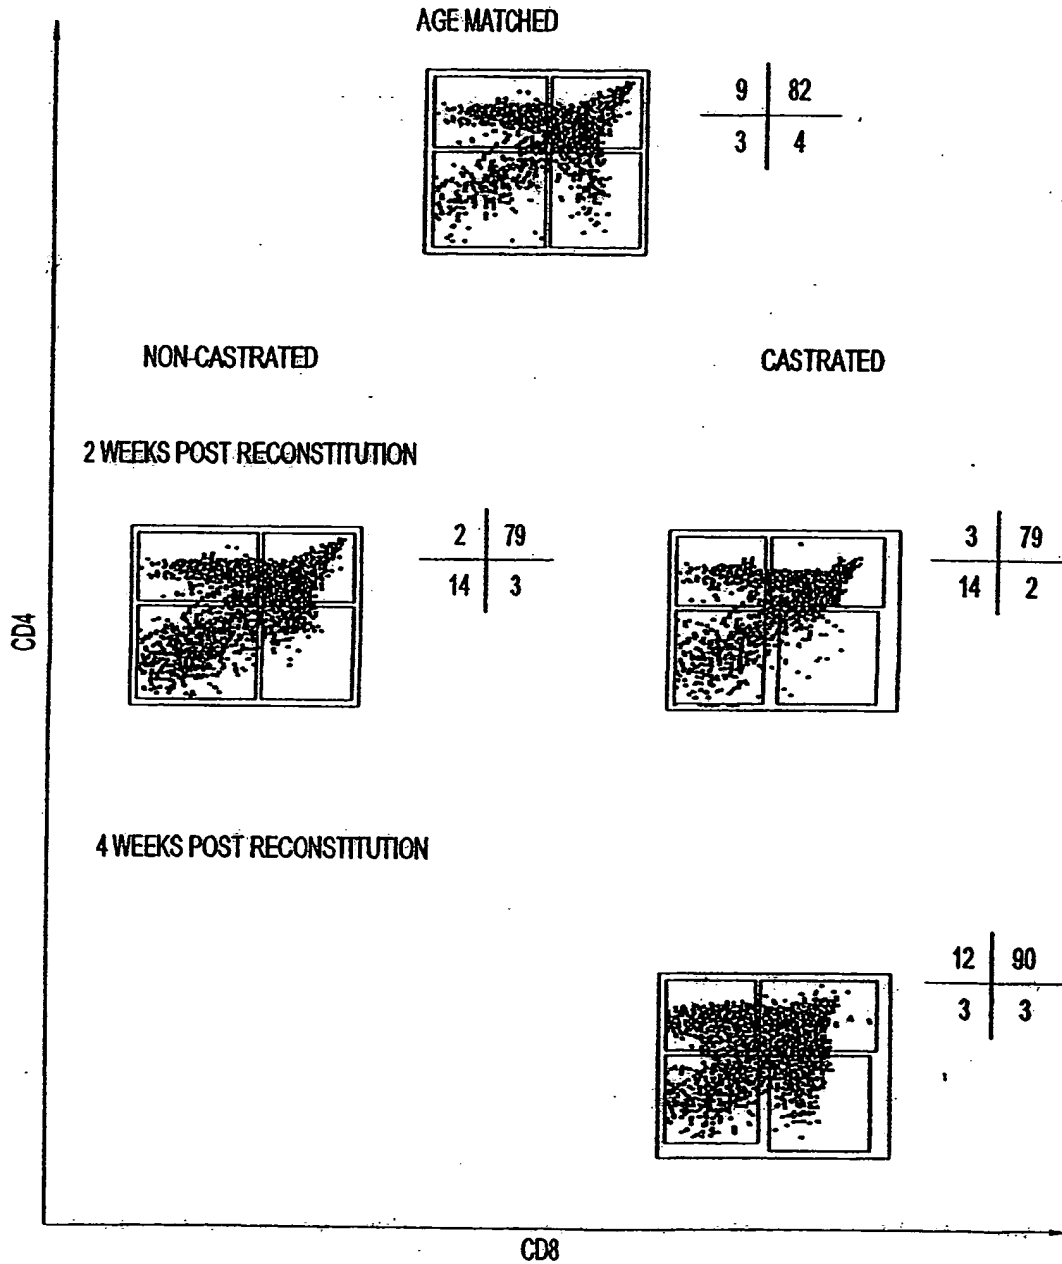 AGE MATCHED
9 82
3 4
NON-CASTRATED CASTRATED
2 WEEKS POST RECONSTITUTION
2 79
14 3
3 79
14 2
CD4
4 WEEKS POST RECONSTITUTION
12 90
3 3
CD8